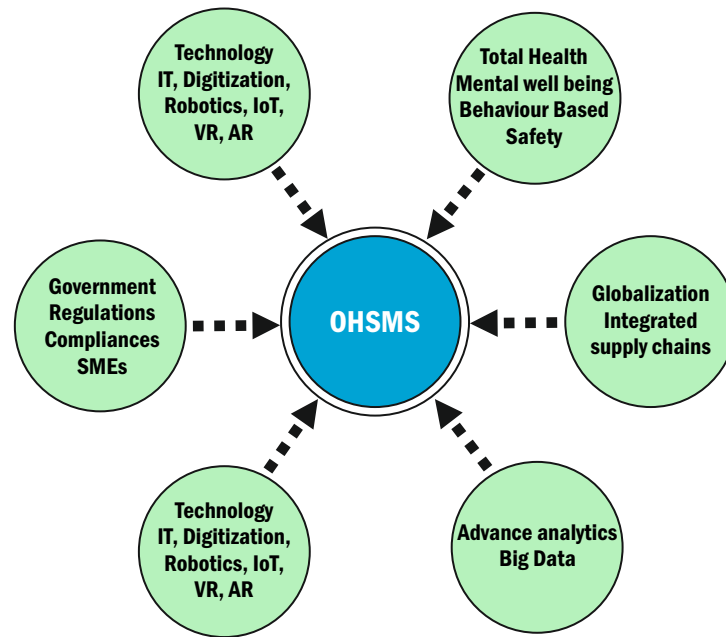 Technology
IT, Digitization,
Robotics, IoT,
VR, AR
Total Health
Mental well being
Behaviour Based
Safety
Government
Regulations
Compliances
SMEs
OHSMS
Globalization
Integrated
supply chains
Technology
IT, Digitization,
Robotics, IoT,
VR, AR
Advance analytics
Big Data